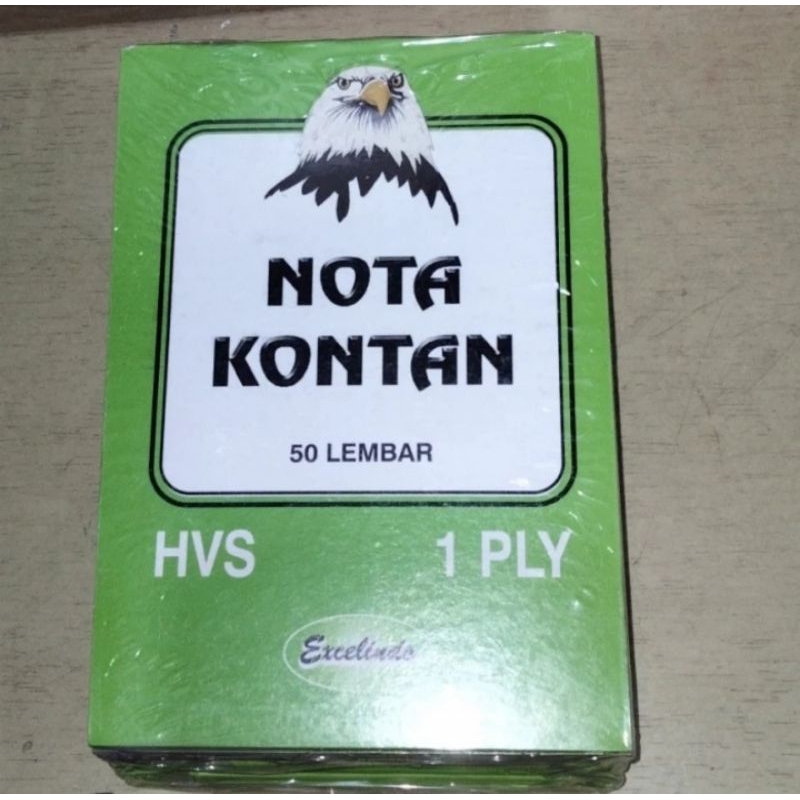 NOTA
KONTAN
50 LEMBAR
HVS 1 PLY
Excelindo